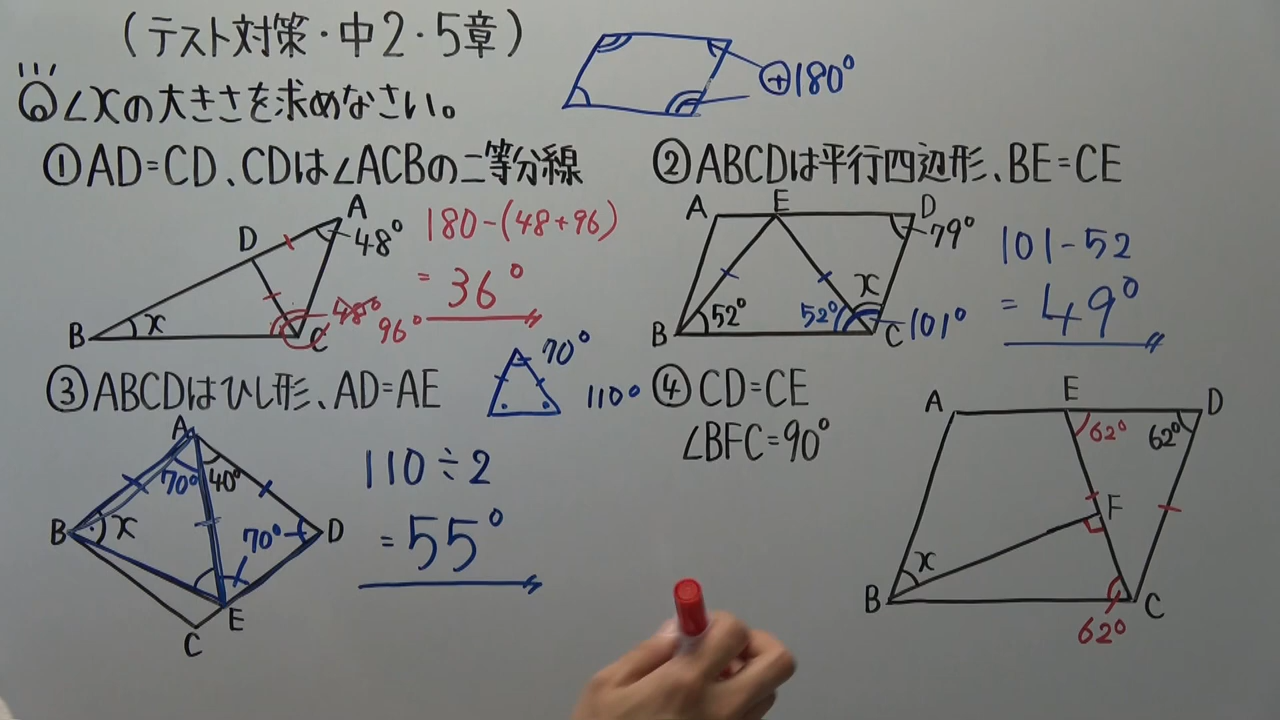 (テスト対策・中2・5章)
◎∠xの大きさを求めなさい。
⊕180°
①AD=CD、CDは∠ACBの二等分線
A
D
48°
B
x
C
48°
96°
180-(48+96)
= 36°
②ABCDは平行四辺形、BE=CE
A
E
D
79°
x
B
52°
52°
C
101°
101-52
= 49°
③ABCDはひし形、AD=AE
70°
110°
A
70°
40°
B
x
70°
D
E
C
110÷2
=55°
④CD=CE
∠BFC=90°
A
E
D
62°
62°
F
x
B
C
62°